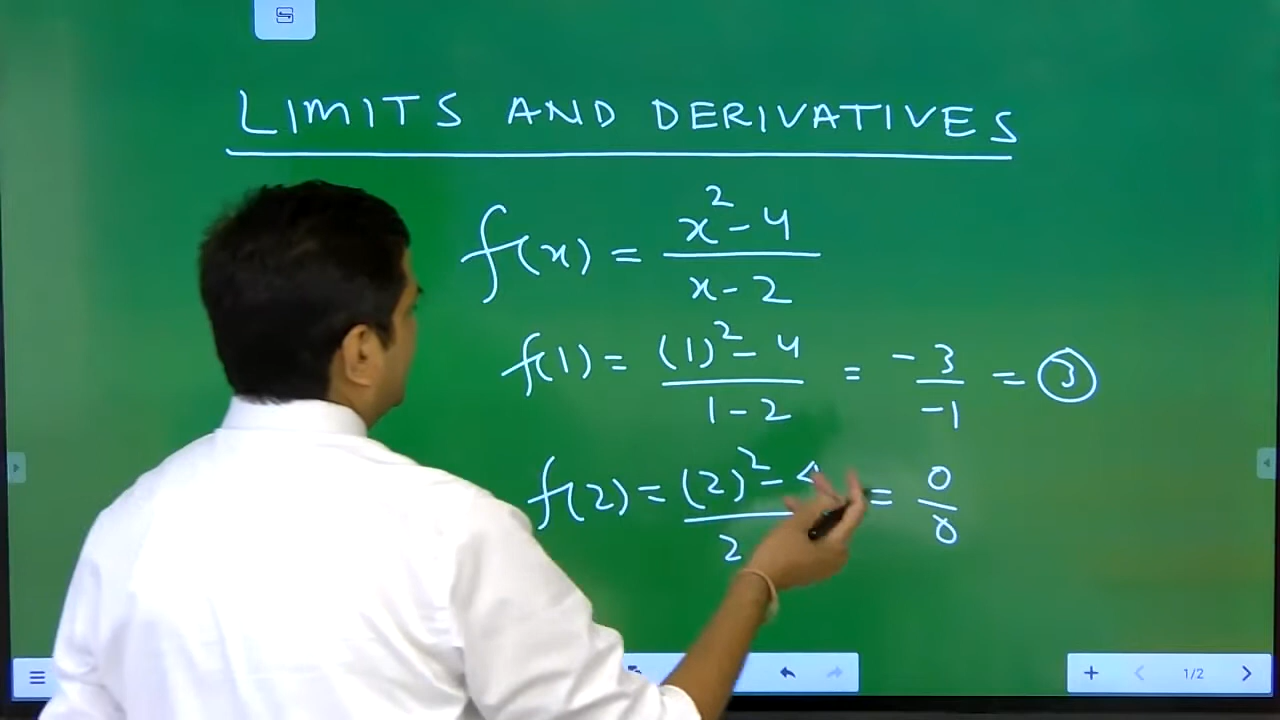 LIMITS AND DERIVATIVES
f(x) = x² - 4 / x - 2
f(1) = (1)² - 4 / 1 - 2 = -3 / -1 = 3
f(2) = (2)² - 4 / 2 = 0 / 0
1/2